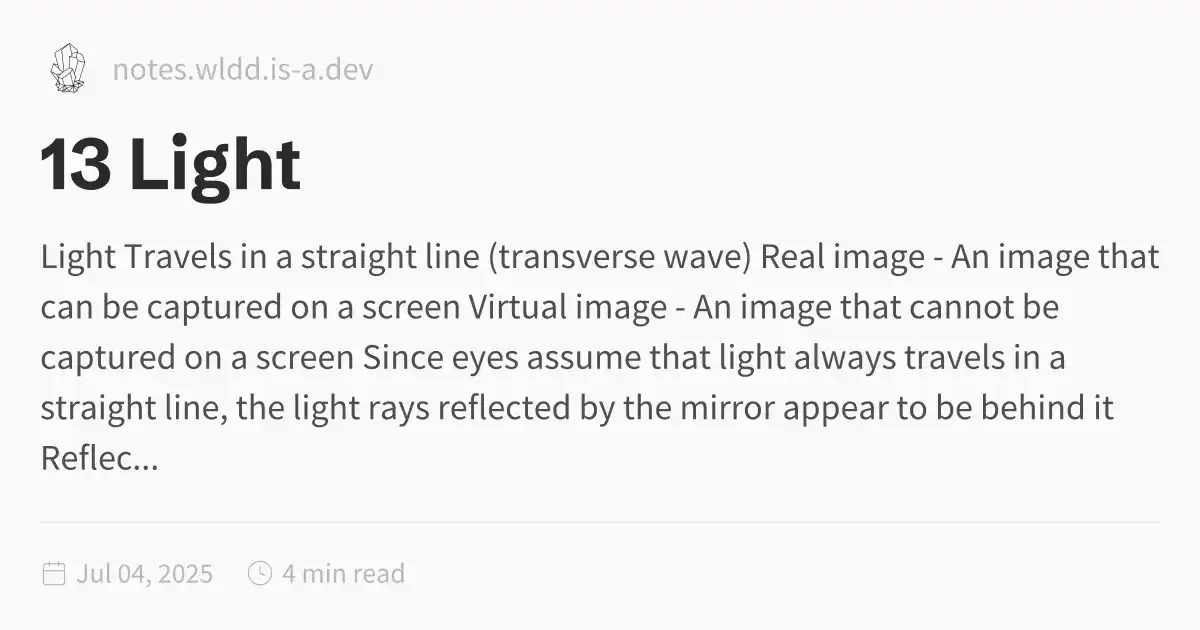 notes.wldd.is-a.dev
13 Light
Light Travels in a straight line (transverse wave) Real image - An image that
can be captured on a screen Virtual image - An image that cannot be
captured on a screen Since eyes assume that light always travels in a
straight line, the light rays reflected by the mirror appear to be behind it
Reflec...
Jul 04, 2025 4 min read